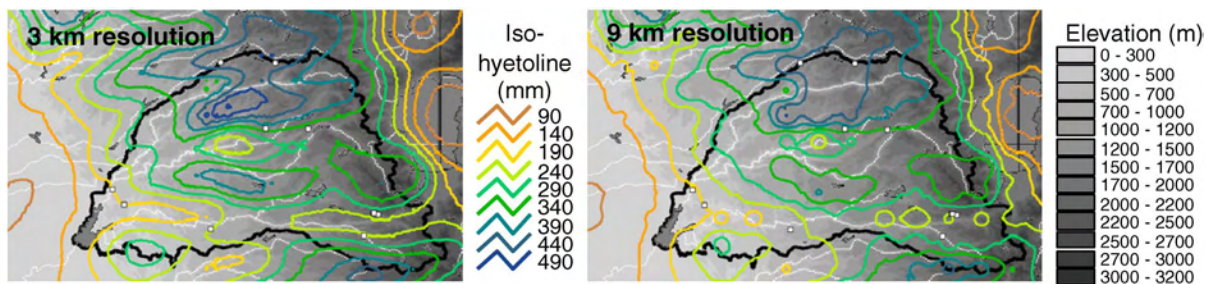 3 km resolution
Iso-
hyetoline
(mm)
90
140
190
240
290
340
390
440
490
9 km resolution
Elevation (m)
0 - 300
300 - 500
500 - 700
700 - 1000
1000 - 1200
1200 - 1500
1500 - 1700
1700 - 2000
2000 - 2200
2200 - 2500
2500 - 2700
2700 - 3000
3000 - 3200